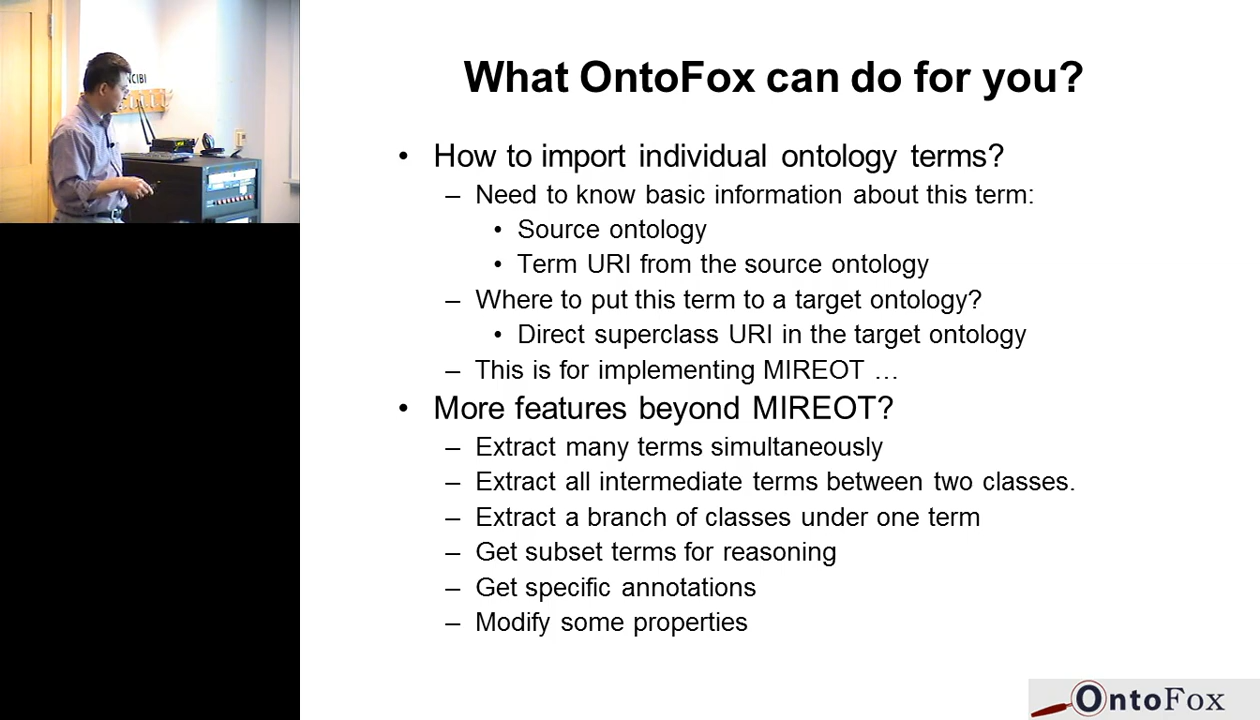 NCIBI
What OntoFox can do for you?
• How to import individual ontology terms?
– Need to know basic information about this term:
• Source ontology
• Term URI from the source ontology
– Where to put this term to a target ontology?
• Direct superclass URI in the target ontology
– This is for implementing MIREOT …
• More features beyond MIREOT?
– Extract many terms simultaneously
– Extract all intermediate terms between two classes.
– Extract a branch of classes under one term
– Get subset terms for reasoning
– Get specific annotations
– Modify some properties
OntoFox